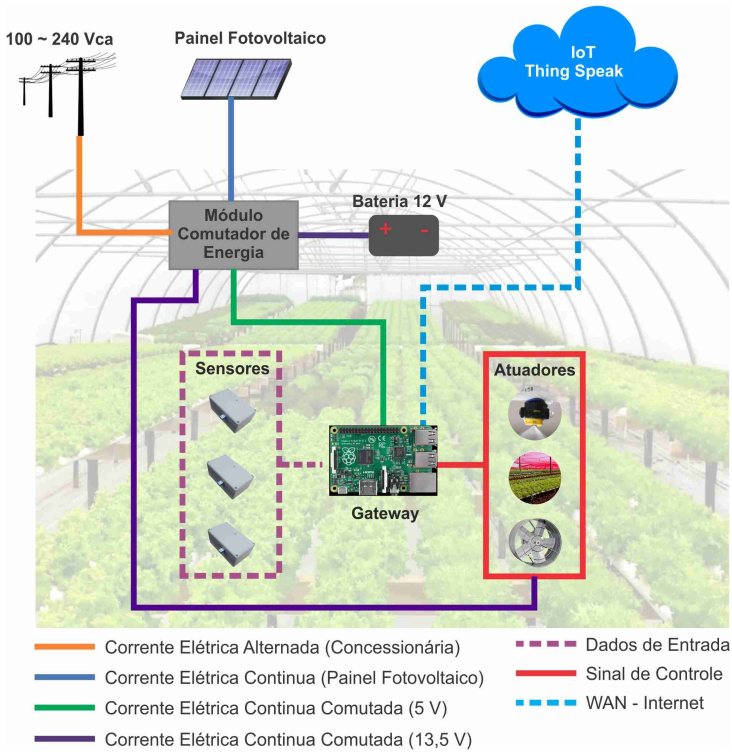 100 ~ 240 Vca
Painel Fotovoltaico
IoT
Thing Speak
Módulo
Comutador de
Energia
Bateria 12 V
+ -
Sensores
Atuadores
Gateway
Corrente Elétrica Alternada (Concessionária)
Corrente Elétrica Continua (Painel Fotovoltaico)
Corrente Elétrica Continua Comutada (5 V)
Corrente Elétrica Continua Comutada (13,5 V)
Dados de Entrada
Sinal de Controle
WAN - Internet